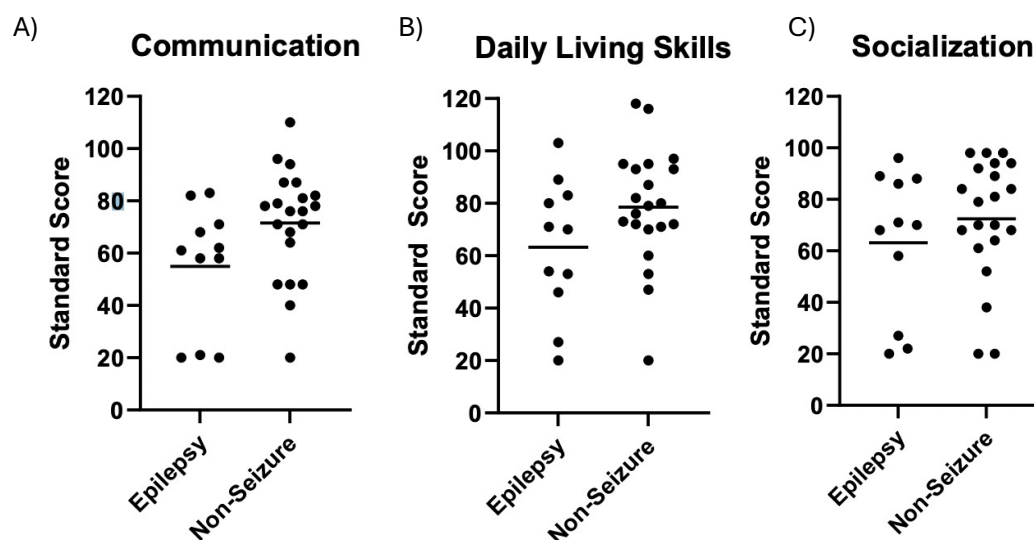 A)
Communication
Standard Score
120
100
80
60
40
20
0
Epilepsy
Non-Seizure
B)
Daily Living Skills
Standard Score
120
100
80
60
40
20
0
Epilepsy
Non-Seizure
C)
Socialization
Standard Score
120
100
80
60
40
20
0
Epilepsy
Non-Seizure